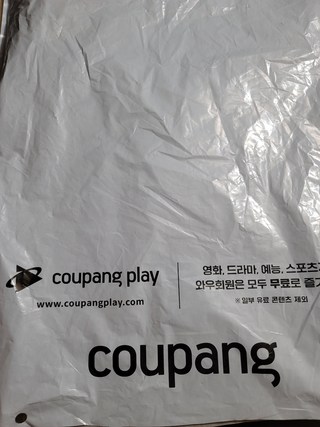 coupang play
www.coupangplay.com
영화, 드라마, 예능, 스포츠
와우회원은 모두 무료로 즐
※ 일부 유료 콘텐츠 제외
coupang